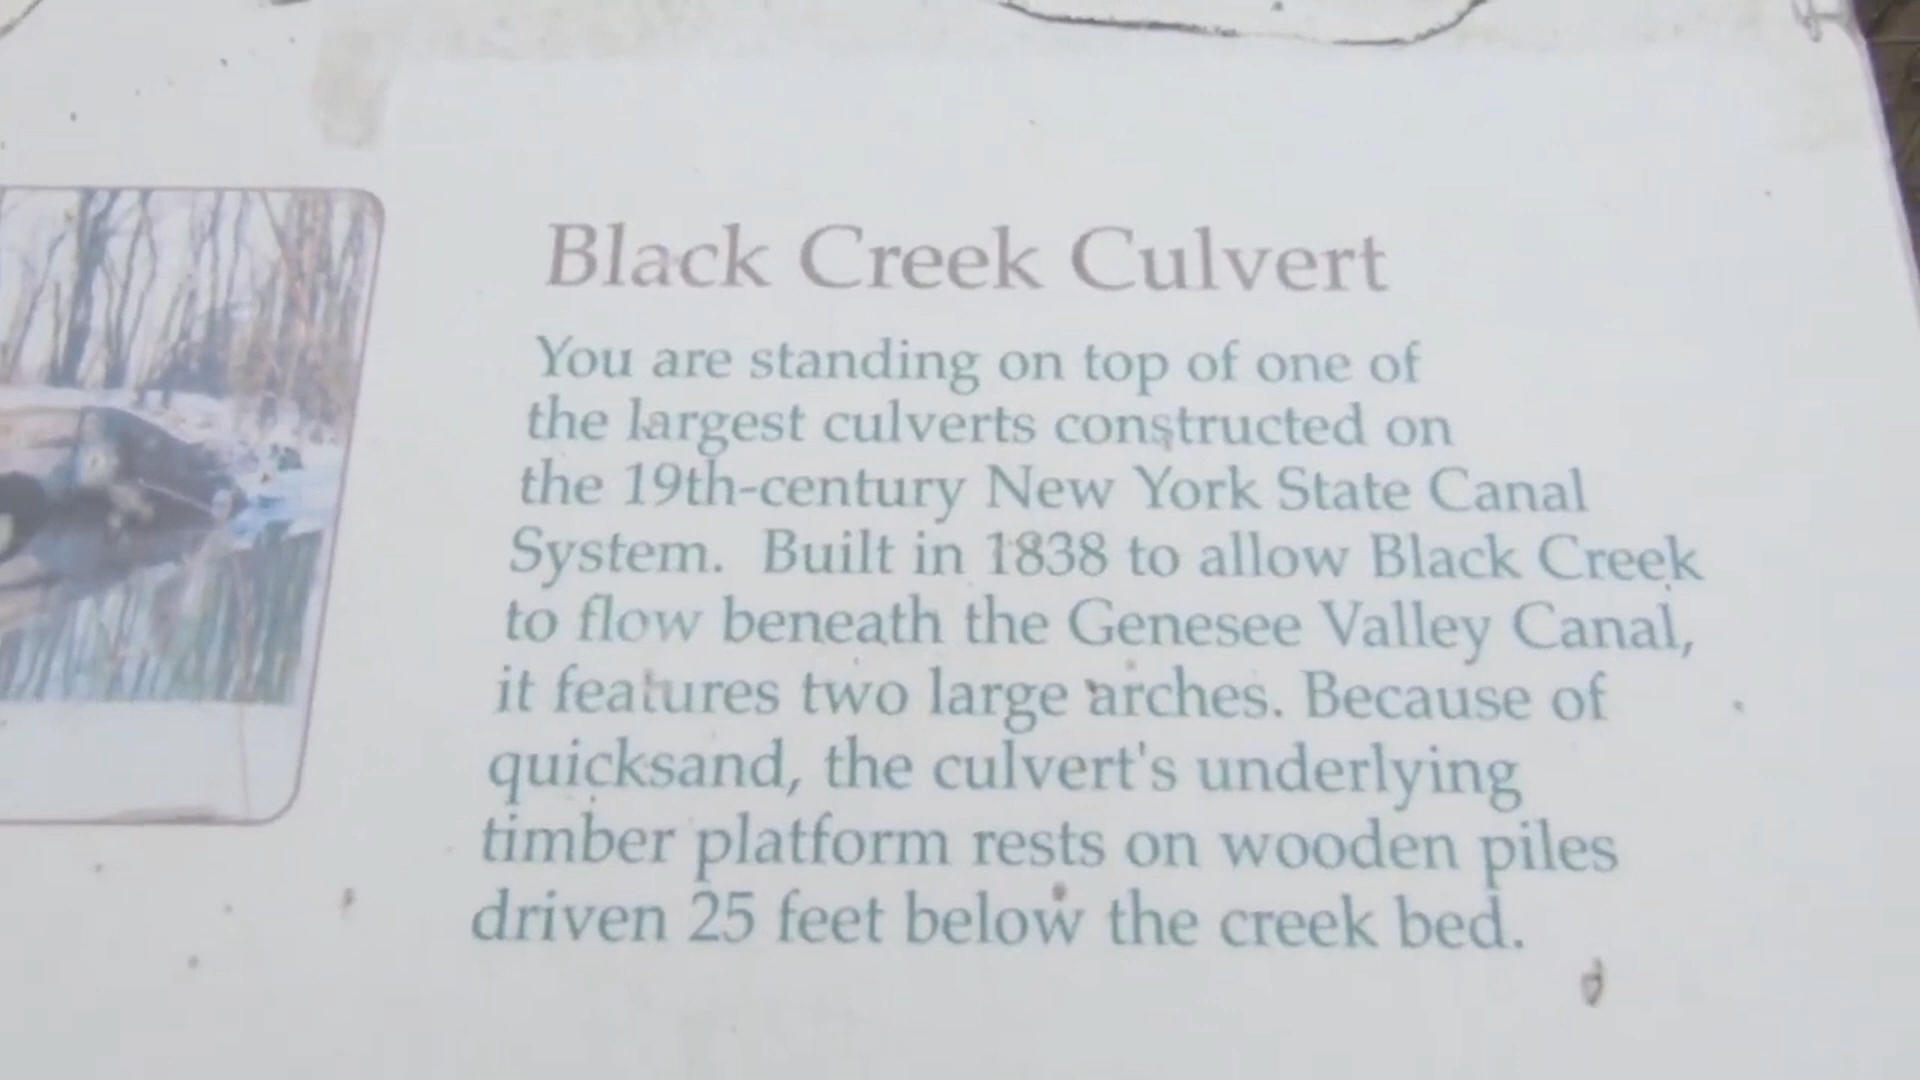 Black Creek Culvert
You are standing on top of one of
the largest culverts constructed on
the 19th-century New York State Canal
System. Built in 1838 to allow Black Creek
to flow beneath the Genesee Valley Canal,
it features two large arches. Because of
quicksand, the culvert's underlying
timber platform rests on wooden piles
driven 25 feet below the creek bed.